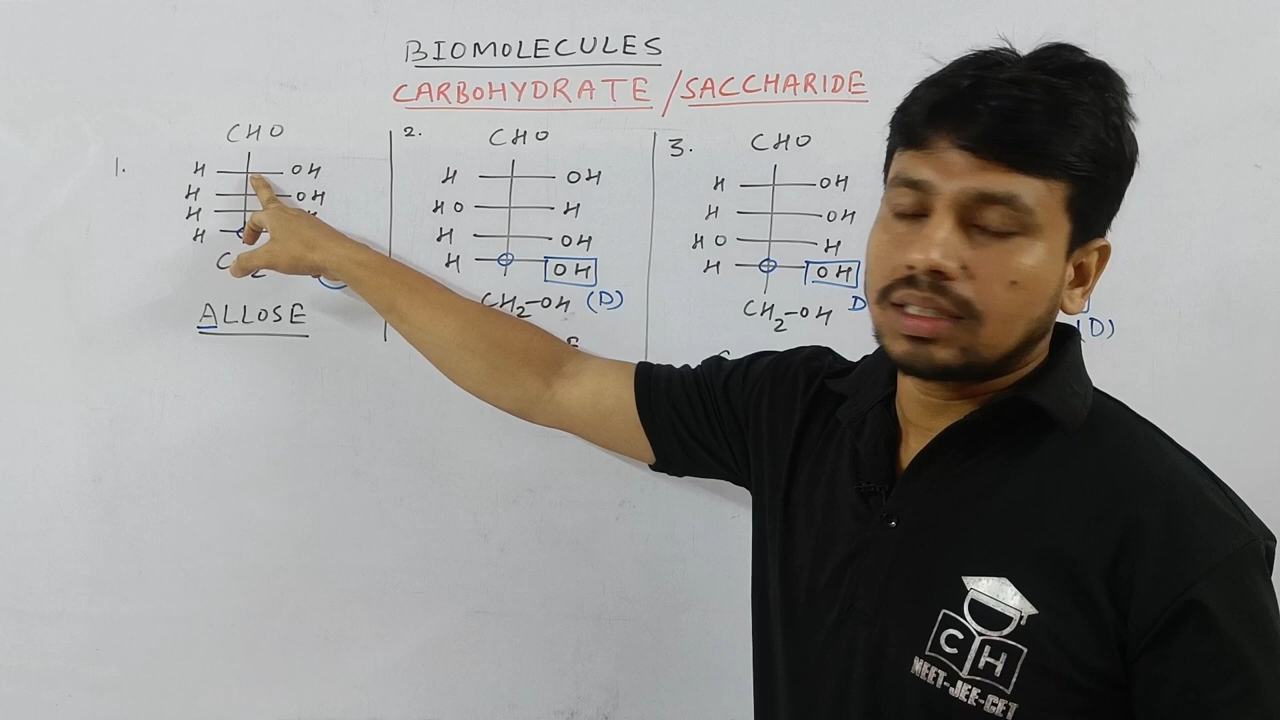 BIOMOLECULES
CARBOHYDRATE / SACCHARIDE
1.
CHO
H OH
H OH
H H
H
C 2
ALLOSE
2.
CHO
H OH
HO H
H OH
H OH
CH2-OH (D)
3.
CHO
H OH
H OH
HO H
H OH
CH2-OH D
(D)
CH
NEET-JEE-CET